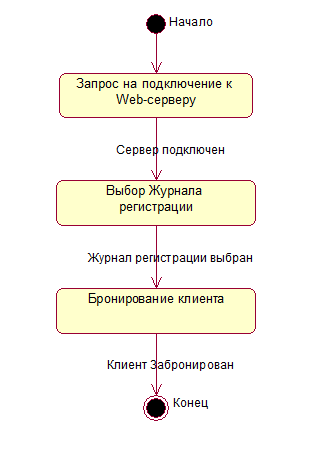 Начало
Запрос на подключение к
Web-серверу
Сервер подключен
Выбор Журнала
регистрации
Журнал регистрации выбран
Бронирование клиента
Клиент Забронирован
Конец